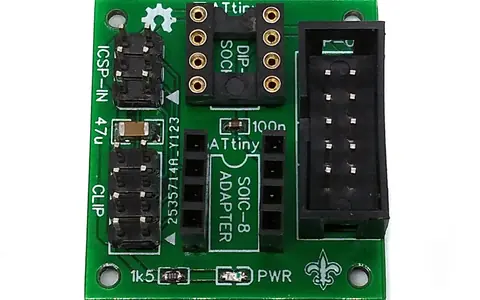 ATtiny
ICSP-IN
DIP-
SOC
47u
100n
ATtiny
2535714A_Y123
SOIC-8
ADAPTER
CLIP
1k5
PWR